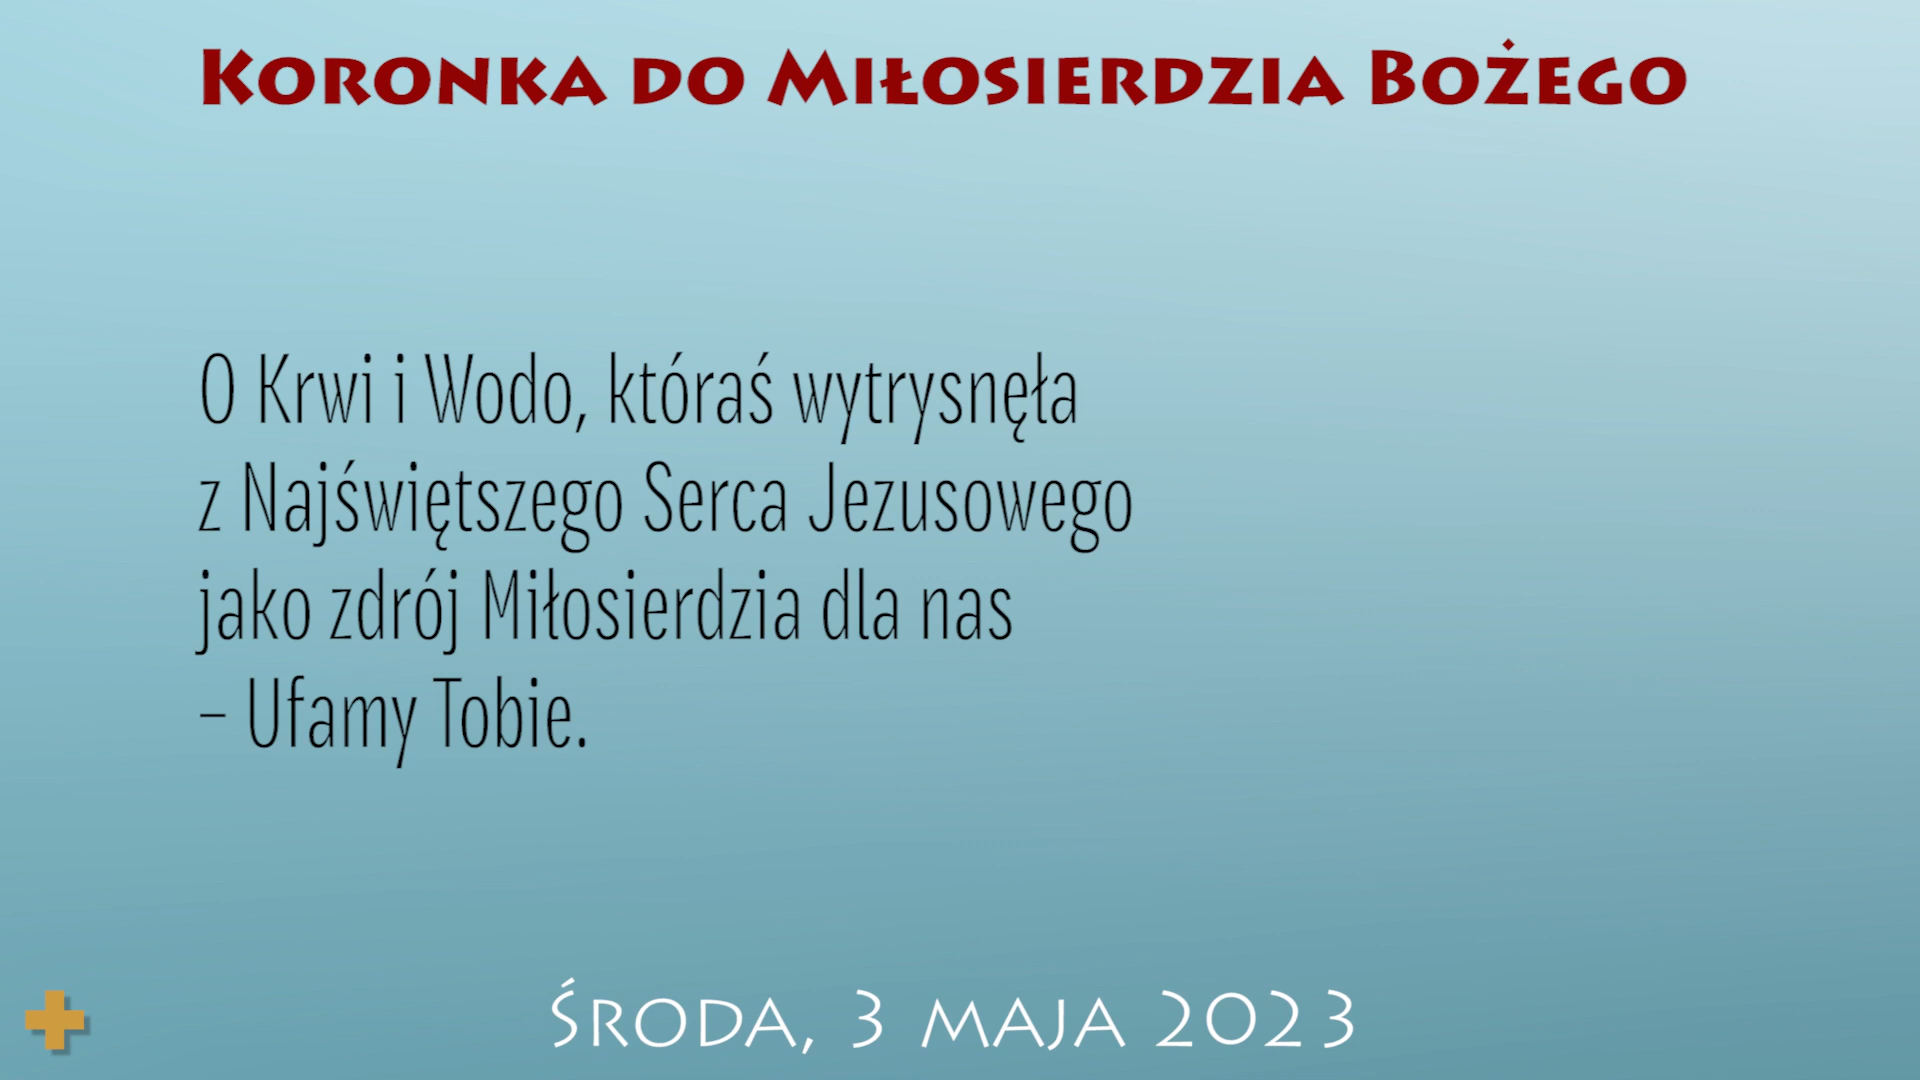 Koronka do Miłosierdzia Bożego
O Krwi i Wodo, któraś wytrysnęła
z Najświętszego Serca Jezusowego
jako zdrój Miłosierdzia dla nas
– Ufamy Tobie.
Środa, 3 maja 2023